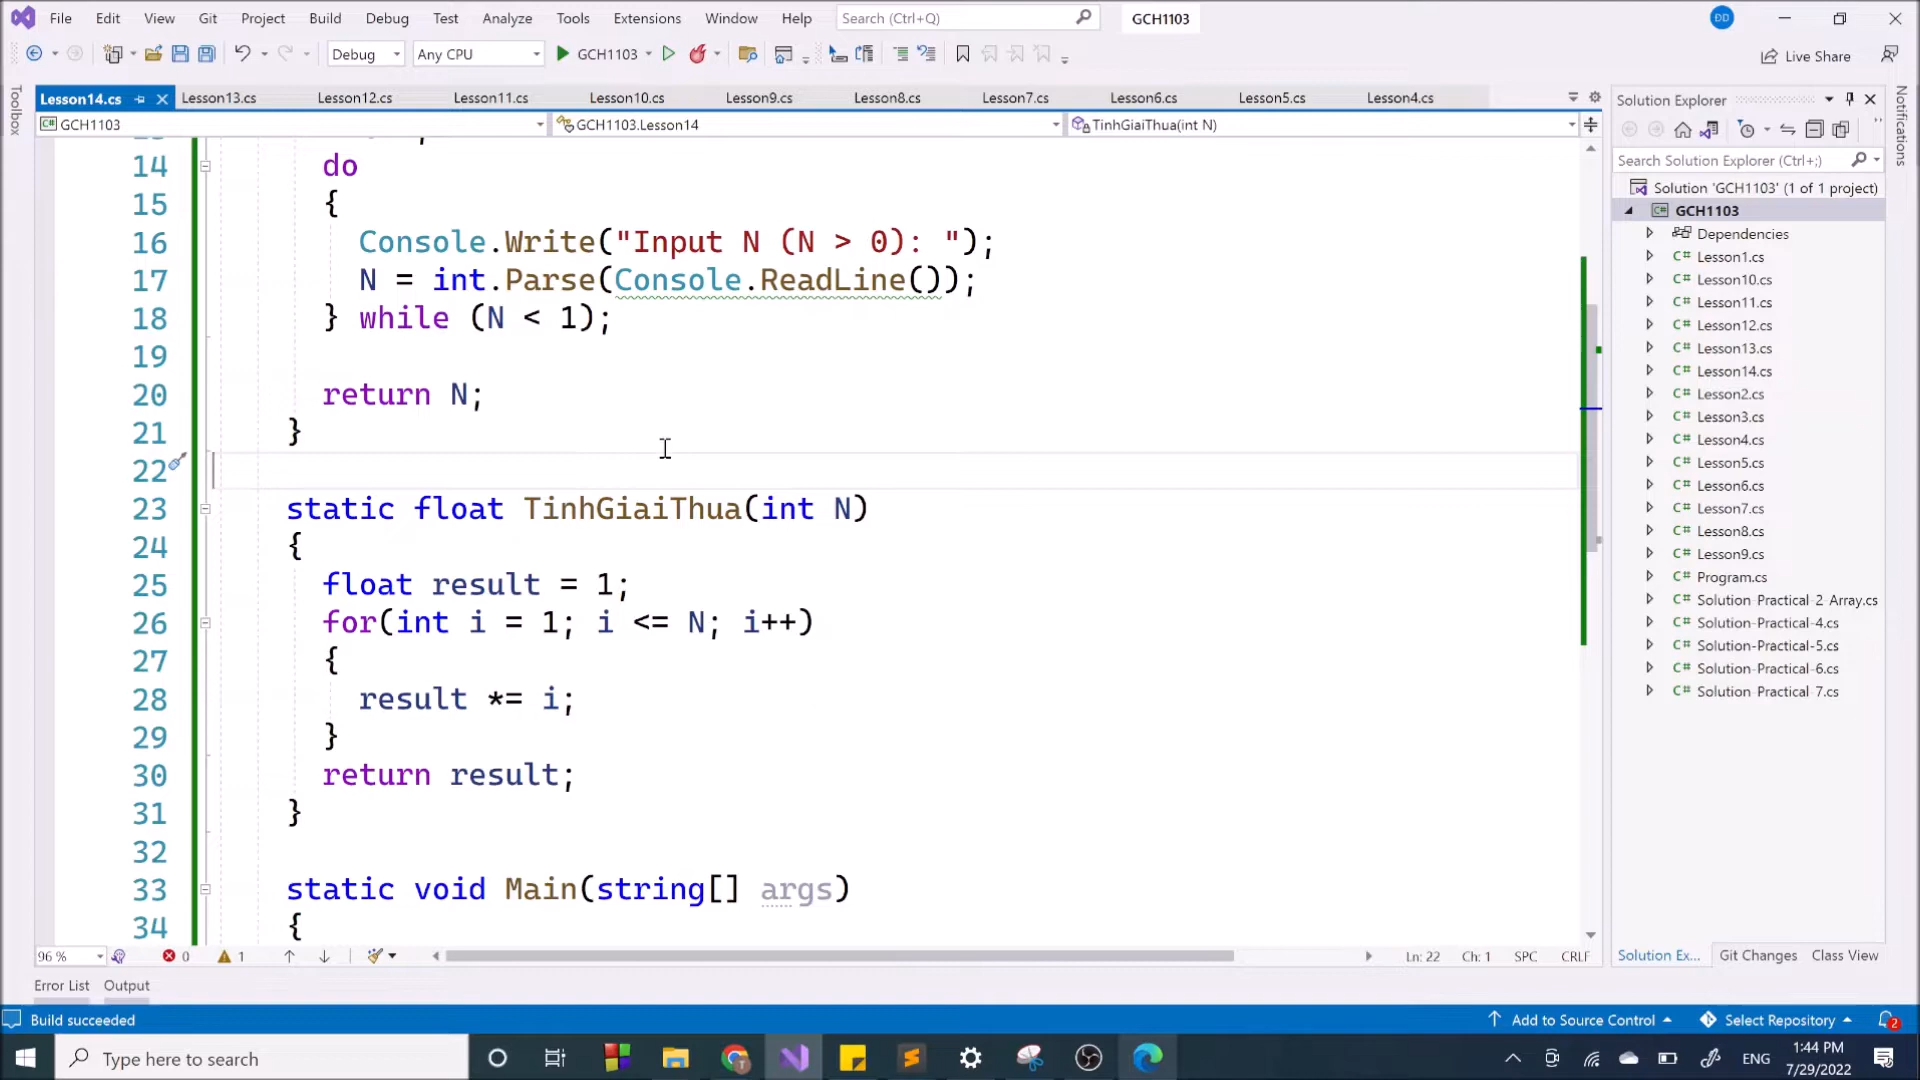 File Edit View Git Project Build Debug Test Analyze Tools Extensions Window Help Search (Ctrl+Q) GCH1103 ĐD
Debug Any CPU GCH1103 Live Share
Lesson14.cs Lesson13.cs Lesson12.cs Lesson11.cs Lesson10.cs Lesson9.cs Lesson8.cs Lesson7.cs Lesson6.cs Lesson5.cs Lesson4.cs
GCH1103 GCH1103.Lesson14 TinhGiaiThua(int N)
Toolbox
14 do
15 {
16 Console.Write("Input N (N > 0): ");
17 N = int.Parse(Console.ReadLine());
18 } while (N < 1);
19
20 return N;
21 }
22
23 static float TinhGiaiThua(int N)
24 {
25 float result = 1;
26 for(int i = 1; i <= N; i++)
27 {
28 result *= i;
29 }
30 return result;
31 }
32
33 static void Main(string[] args)
34 {
96 % 0 1 Ln: 22 Ch: 1 SPC CRLF
Error List Output
Solution Explorer
Search Solution Explorer (Ctrl+;)
Solution 'GCH1103' (1 of 1 project)
GCH1103
Dependencies
C# Lesson1.cs
C# Lesson10.cs
C# Lesson11.cs
C# Lesson12.cs
C# Lesson13.cs
C# Lesson14.cs
C# Lesson2.cs
C# Lesson3.cs
C# Lesson4.cs
C# Lesson5.cs
C# Lesson6.cs
C# Lesson7.cs
C# Lesson8.cs
C# Lesson9.cs
C# Program.cs
C# Solution-Practical-2-Array.cs
C# Solution-Practical-4.cs
C# Solution-Practical-5.cs
C# Solution-Practical-6.cs
C# Solution-Practical-7.cs
Solution Ex... Git Changes Class View
Notifications
Build succeeded Add to Source Control Select Repository 2
Type here to search ENG 1:44 PM
7/29/2022